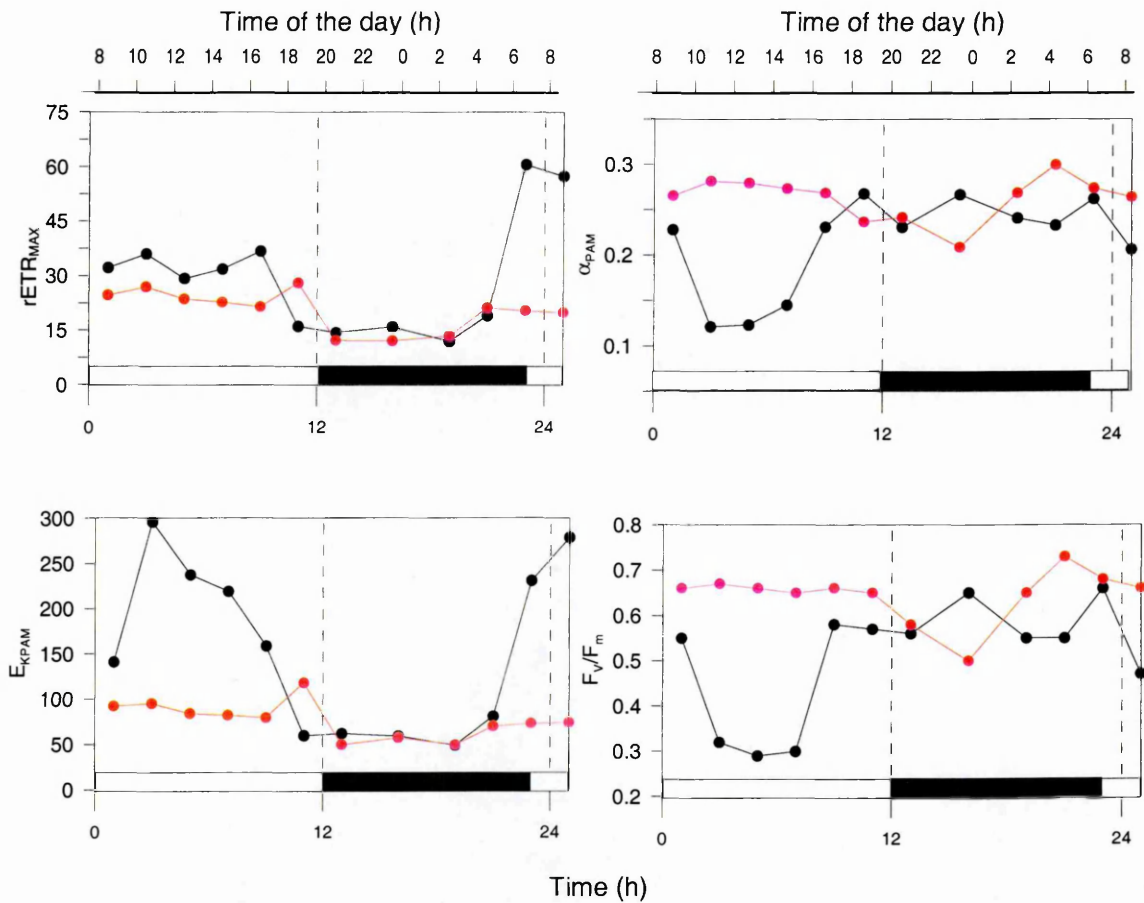 Time of the day (h)
8 10 12 14 16 18 20 22 0 2 4 6 8
Time of the day (h)
8 10 12 14 16 18 20 22 0 2 4 6 8
rETRMAX
75
60
45
30
15
0
0 12 24
αPAM
0.3
0.2
0.1
0 12 24
EKPAM
300
250
200
150
100
50
0
0 12 24
Fv/Fm
0.8
0.7
0.6
0.5
0.4
0.3
0.2
0 12 24
Time (h)